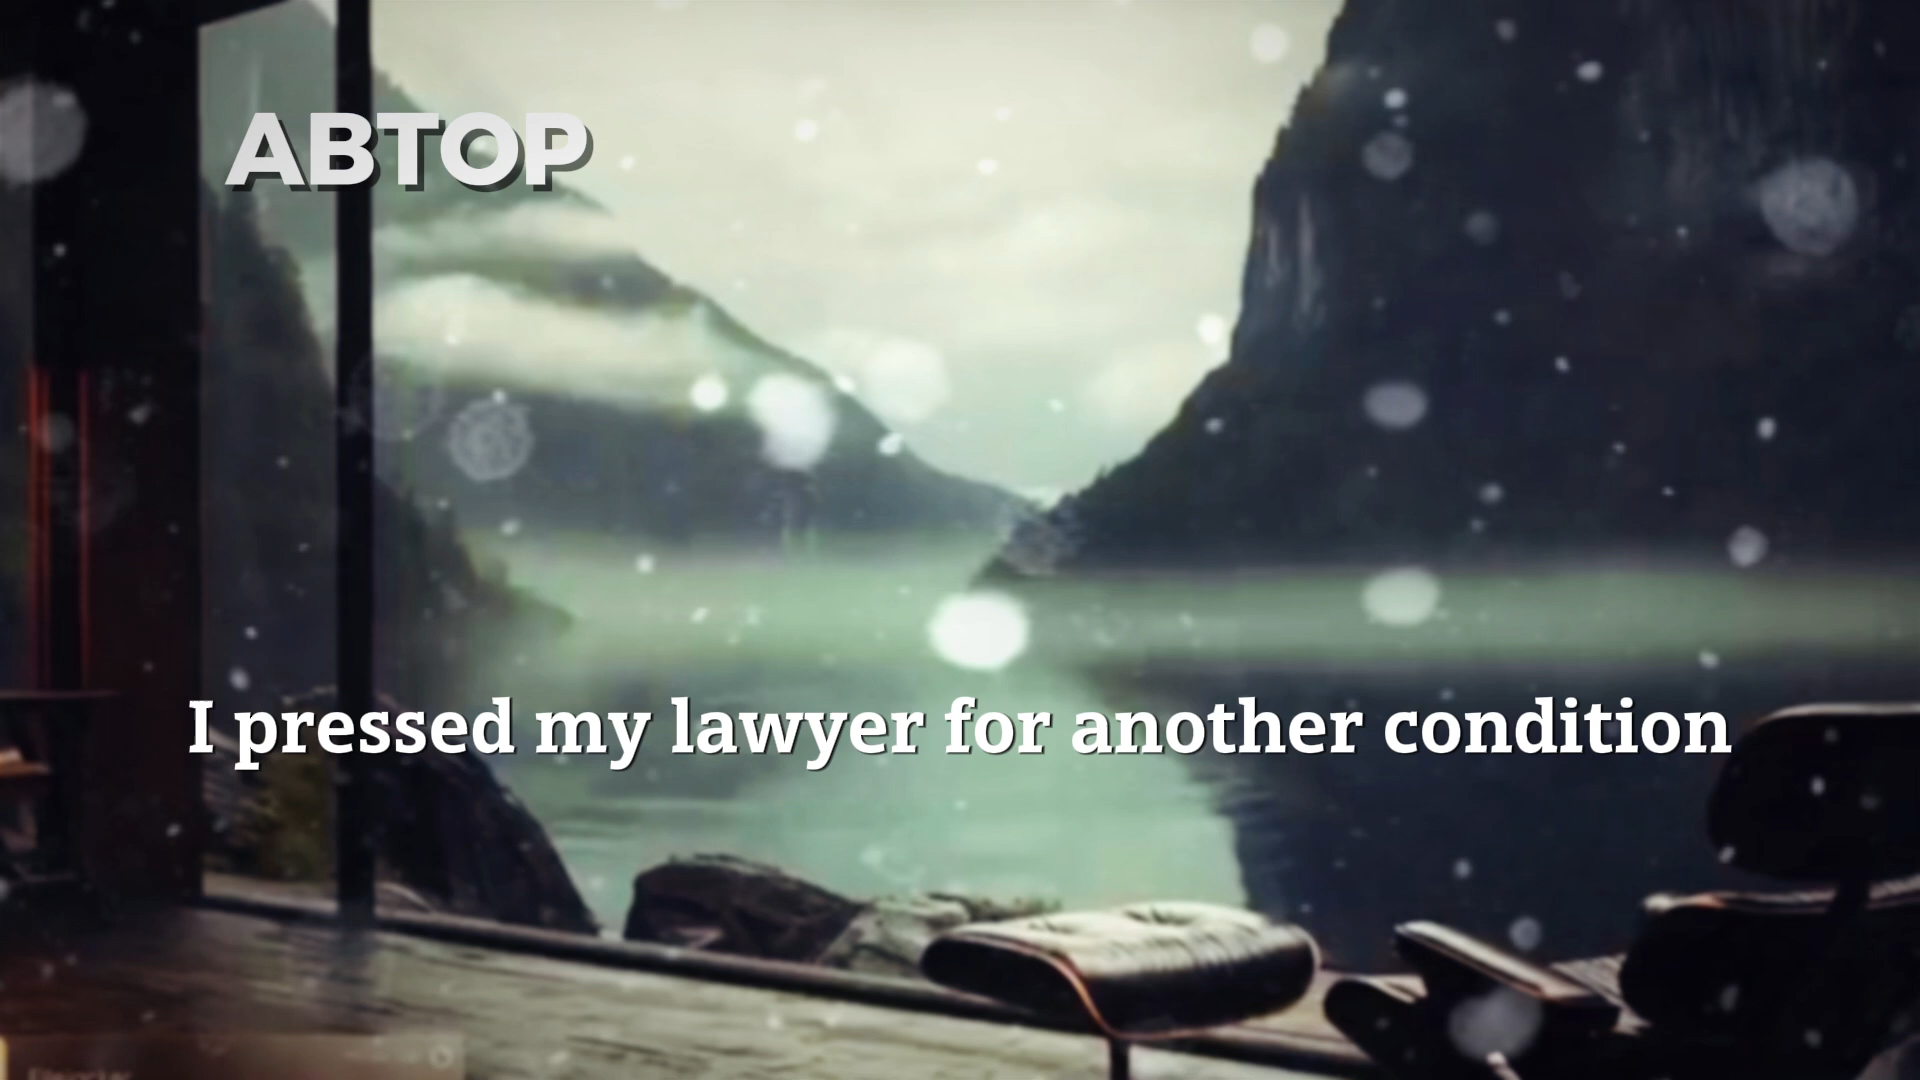 АВТОР
I pressed my lawyer for another condition